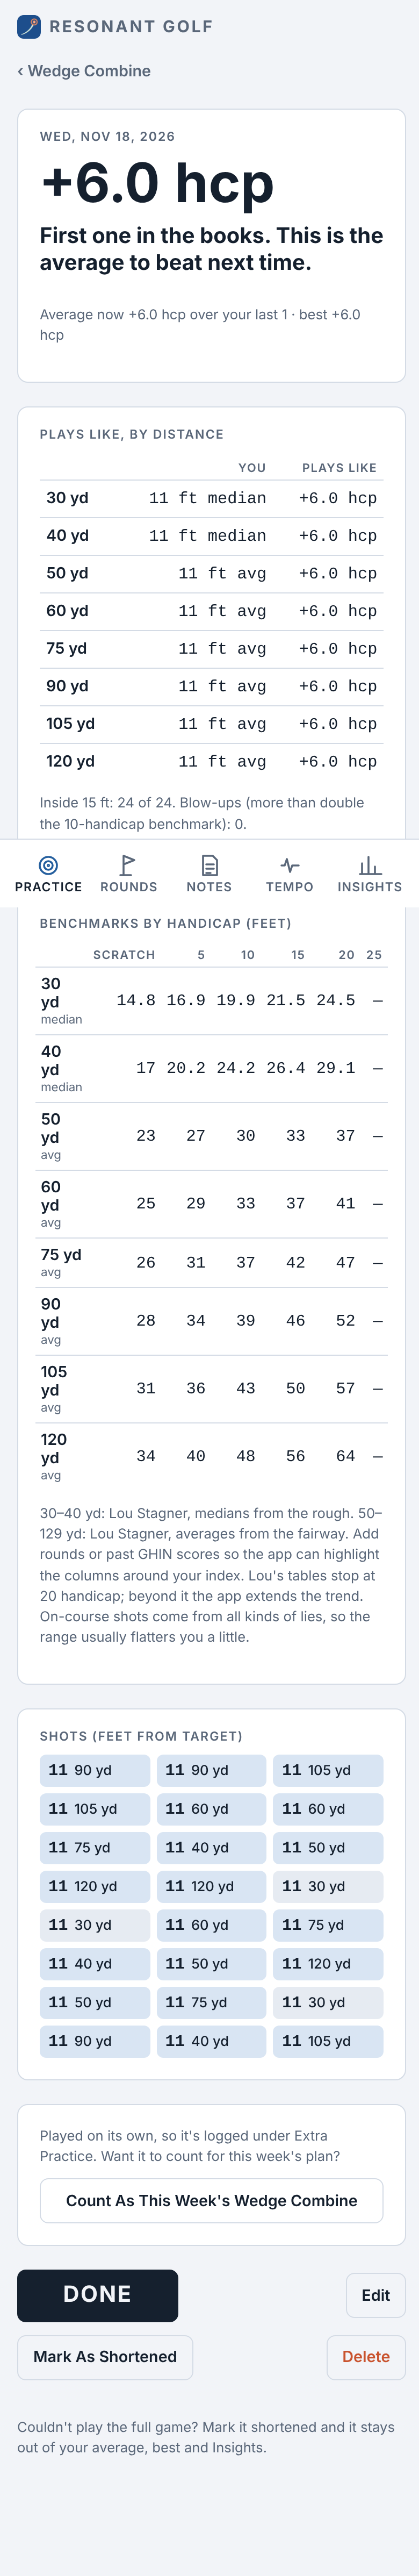 RESONANT GOLF
‹ Wedge Combine
WED, NOV 18, 2026
+6.0 hcp
First one in the books. This is the
average to beat next time.
Average now +6.0 hcp over your last 1 · best +6.0
hcp
PLAYS LIKE, BY DISTANCE
YOU PLAYS LIKE
30 yd 11 ft median +6.0 hcp
40 yd 11 ft median +6.0 hcp
50 yd 11 ft avg +6.0 hcp
60 yd 11 ft avg +6.0 hcp
75 yd 11 ft avg +6.0 hcp
90 yd 11 ft avg +6.0 hcp
105 yd 11 ft avg +6.0 hcp
120 yd 11 ft avg +6.0 hcp
Inside 15 ft: 24 of 24. Blow-ups (more than double
the 10-handicap benchmark): 0.
PRACTICE ROUNDS NOTES TEMPO INSIGHTS
BENCHMARKS BY HANDICAP (FEET)
SCRATCH 5 10 15 20 25
30
yd 14.8 16.9 19.9 21.5 24.5 –
median
40
yd 17 20.2 24.2 26.4 29.1 –
median
50
yd 23 27 30 33 37 –
avg
60
yd 25 29 33 37 41 –
avg
75 yd 26 31 37 42 47 –
avg
90
yd 28 34 39 46 52 –
avg
105
yd 31 36 43 50 57 –
avg
120
yd 34 40 48 56 64 –
avg
30–40 yd: Lou Stagner, medians from the rough. 50–
129 yd: Lou Stagner, averages from the fairway. Add
rounds or past GHIN scores so the app can highlight
the columns around your index. Lou's tables stop at
20 handicap; beyond it the app extends the trend.
On-course shots come from all kinds of lies, so the
range usually flatters you a little.
SHOTS (FEET FROM TARGET)
11 90 yd 11 90 yd 11 105 yd
11 105 yd 11 60 yd 11 60 yd
11 75 yd 11 40 yd 11 50 yd
11 120 yd 11 120 yd 11 30 yd
11 30 yd 11 60 yd 11 75 yd
11 40 yd 11 50 yd 11 120 yd
11 50 yd 11 75 yd 11 30 yd
11 90 yd 11 40 yd 11 105 yd
Played on its own, so it's logged under Extra
Practice. Want it to count for this week's plan?
Count As This Week's Wedge Combine
DONE Edit
Mark As Shortened Delete
Couldn't play the full game? Mark it shortened and it stays
out of your average, best and Insights.